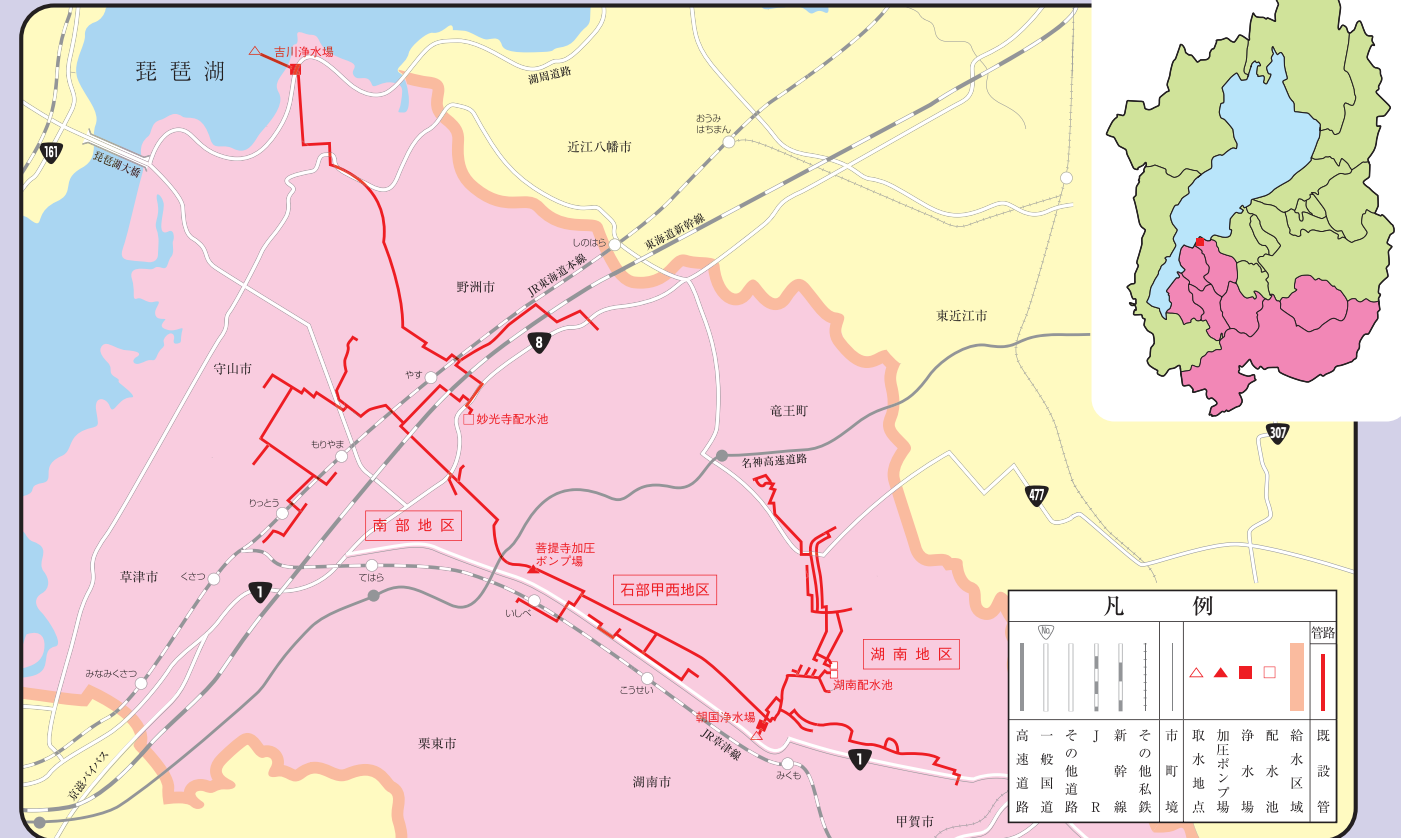 吉川浄水場
琵琶湖
湖周道路
おうみ
はちまん
近江八幡市
161
琵琶湖大橋
しのはら
東海道新幹線
JR東海道本線
野洲市
東近江市
8
守山市
やす
竜王町
妙光寺配水池
307
もりやま
名神高速道路
477
りっとう
南部地区
菩提寺加圧
ポンプ場
草津市
くさつ
てはら
石部甲西地区
1
いしべ
湖南地区
みなみくさつ
こうせい
湖南配水池
朝国浄水場
JR草津線
栗東市
京滋バイパス
みくも
1
湖南市
甲賀市
凡例
管路
No
高速道路
一般国道
その他道路
JR
新幹線
その他私鉄
市町境
取水地点
加圧ポンプ場
浄水場
配水池
給水区域
既設管